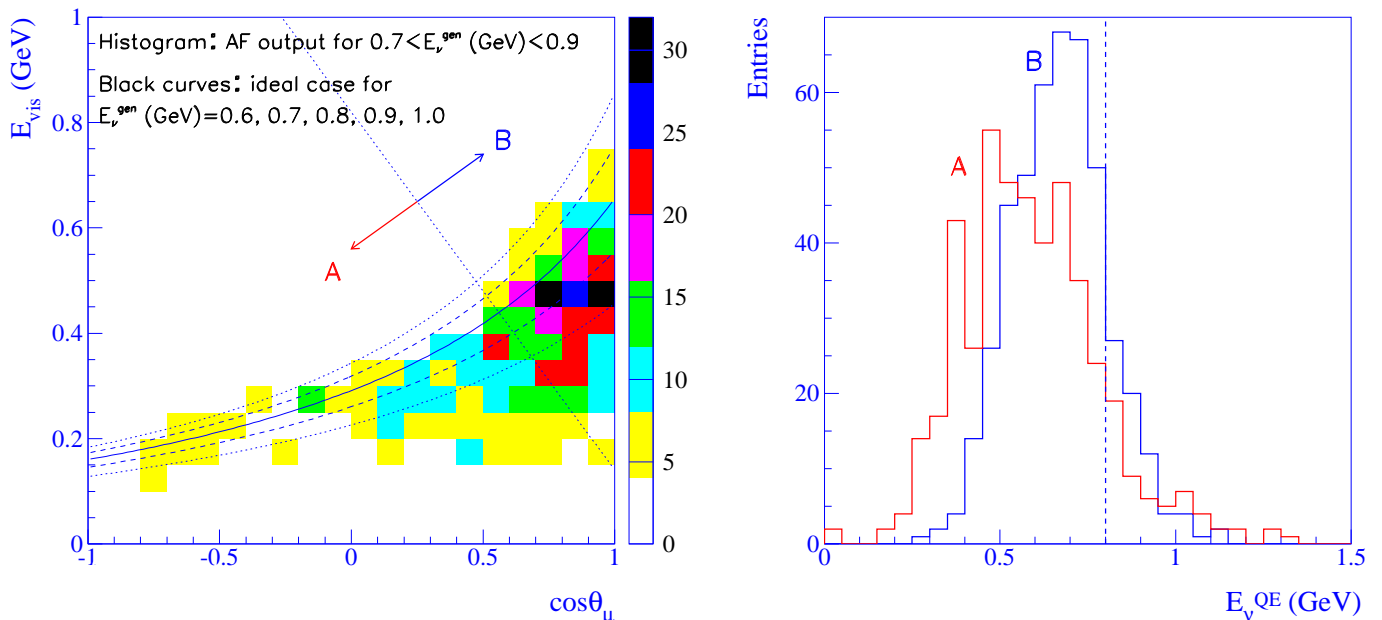 Histogram: AF output for 0.7<E_ν^gen (GeV)<0.9
Black curves: ideal case for
E_ν^gen (GeV)=0.6, 0.7, 0.8, 0.9, 1.0
E_vis (GeV)
1
0.8
0.6
0.4
0.2
0
-1
-0.5
0
0.5
1
cosθ_μ
B
A
30
25
20
15
10
5
0
Entries
60
40
20
0
B
A
0
0.5
1
1.5
E_ν^QE (GeV)